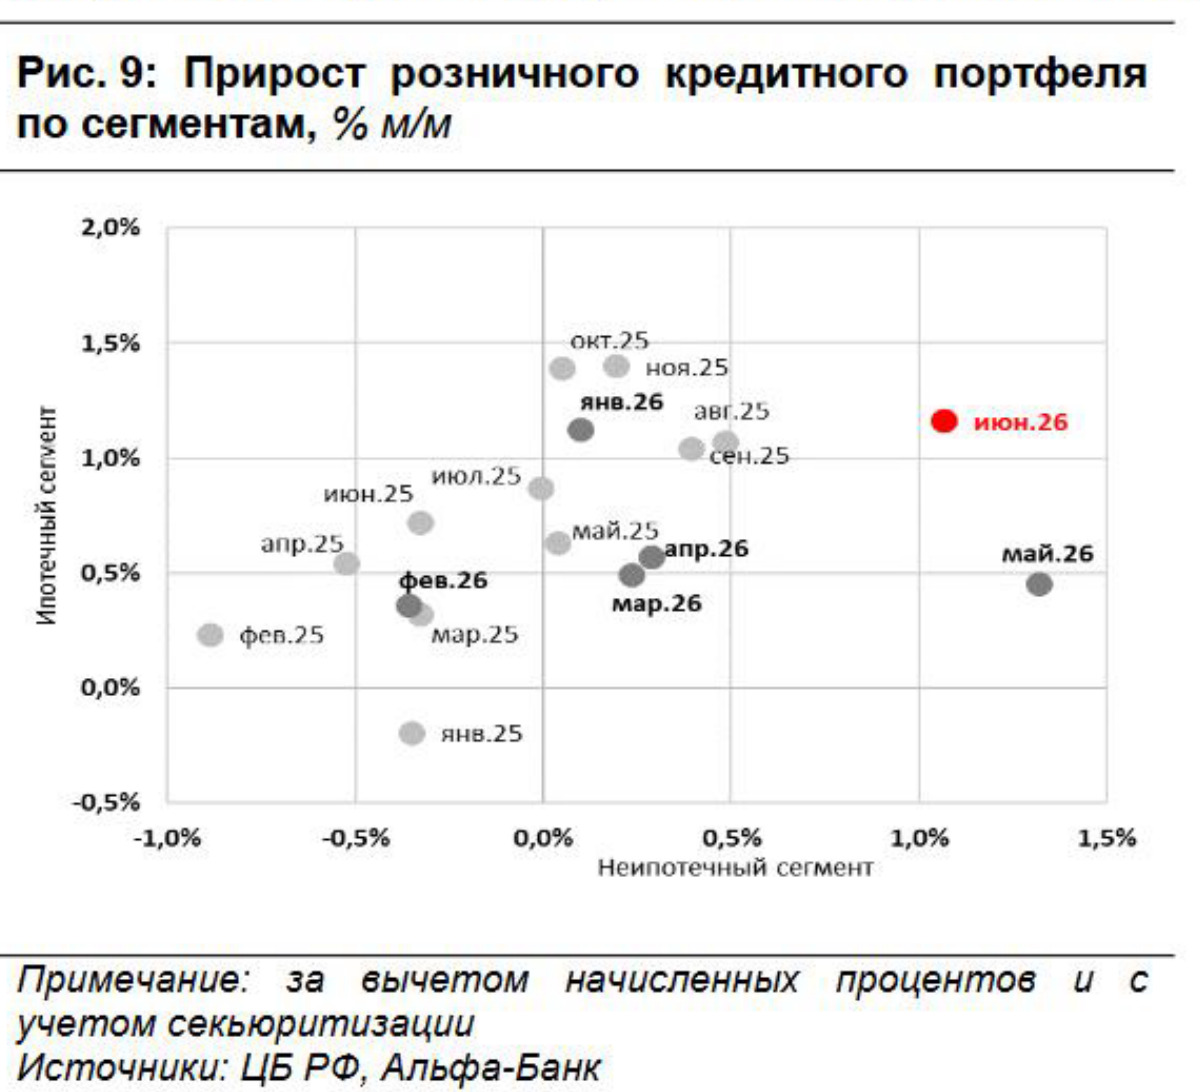 Рис. 9: Прирост розничного кредитного портфеля
по сегментам, % м/м
2,0%
1,5%
1,0%
0,5%
0,0%
-0,5%
Ипотечный сегмент
окт.25
ноя.25
янв.26
авг.25
июн.26
сен.25
июл.25
июн.25
май.25
апр.25
апр.26
май.26
фев.26
мар.26
фев.25
мар.25
янв.25
-1,0% -0,5% 0,0% 0,5% 1,0% 1,5%
Неипотечный сегмент
Примечание: за вычетом начисленных процентов и с
учетом секьюритизации
Источники: ЦБ РФ, Альфа-Банк